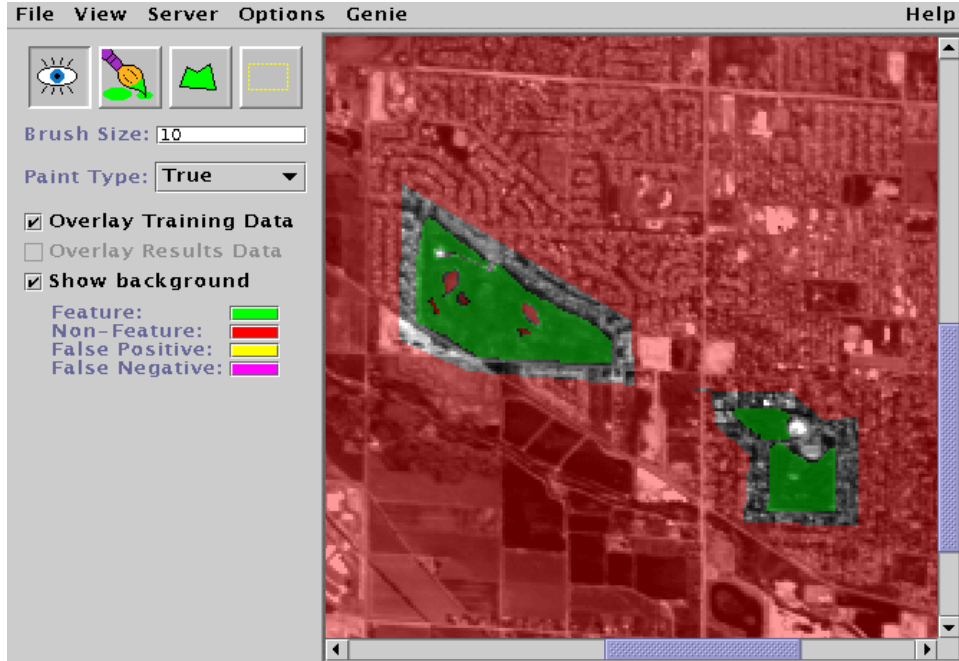 File View Server Options Genie Help
Brush Size: 10
Paint Type: True
Overlay Training Data
Overlay Results Data
Show background
Feature:
Non-Feature:
False Positive:
False Negative: